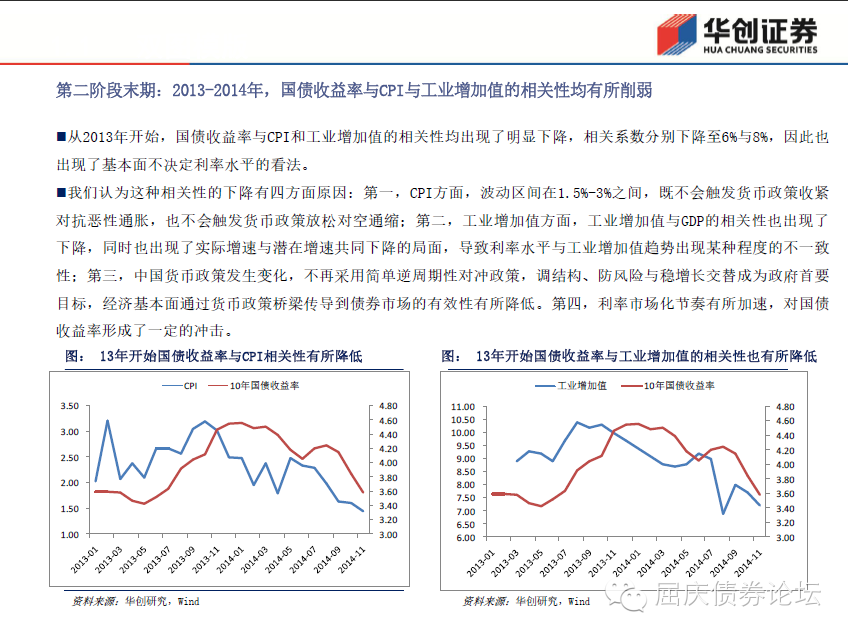 华创证券
HUA CHUANG SECURITIES
第二阶段末期：2013-2014年，国债收益率与CPI与工业增加值的相关性均有所削弱
■从2013年开始，国债收益率与CPI和工业增加值的相关性均出现了明显下降，相关系数分别下降至6%与8%，因此也
出现了基本面不决定利率水平的看法。
■我们认为这种相关性的下降有四方面原因：第一，CPI方面，波动区间在1.5%-3%之间，既不会触发货币政策收紧
对抗恶性通胀，也不会触发货币政策放松对空通缩；第二，工业增加值方面，工业增加值与GDP的相关性也出现了
下降，同时也出现了实际增速与潜在增速共同下降的局面，导致利率水平与工业增加值趋势出现某种程度的不一致
性；第三，中国货币政策发生变化，不再采用简单逆周期性对冲政策，调结构、防风险与稳增长交替成为政府首要
目标，经济基本面通过货币政策桥梁传导到债券市场的有效性有所降低。第四，利率市场化节奏有所加速，对国债
收益率形成了一定的冲击。
图： 13年开始国债收益率与CPI相关性有所降低
CPI 10年国债收益率
3.50
3.00
2.50
2.00
1.50
1.00
4.80
4.60
4.40
4.20
4.00
3.80
3.60
3.40
3.20
3.00
2013-01 2013-03 2013-05 2013-07 2013-09 2013-11 2014-01 2014-03 2014-05 2014-07 2014-09 2014-11
资料来源：华创研究，Wind
图： 13年开始国债收益率与工业增加值的相关性也有所降低
工业增加值 10年国债收益率
11.00
10.50
10.00
9.50
9.00
8.50
8.00
7.50
7.00
6.50
6.00
4.80
4.60
4.40
4.20
4.00
3.80
3.60
3.40
3.20
3.00
2013-01 2013-03 2013-05 2013-07 2013-09 2013-11 2014-01 2014-03 2014-05 2014-07 2014-09 2014-11
资料来源：华创研究，Wind
屈庆债券论坛